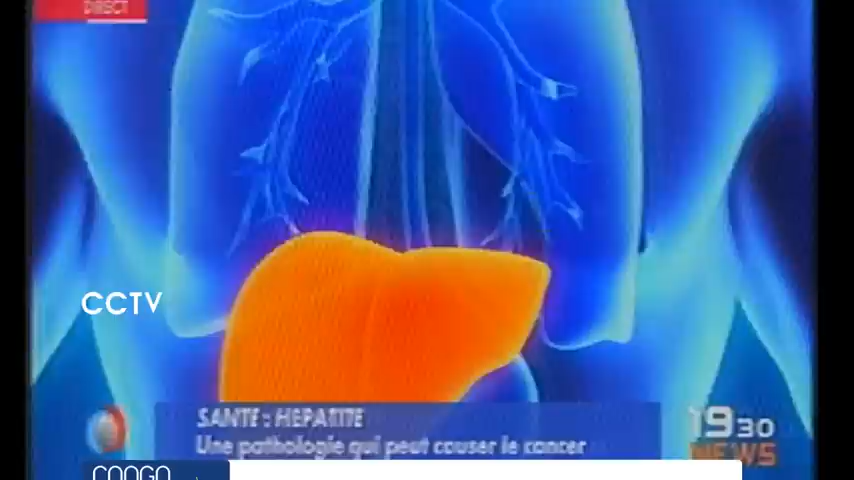 DIRECT
CCTV
SANTE : HEPATITE
Une pathologie qui peut causer le cancer
19 30
NEWS
CONGO